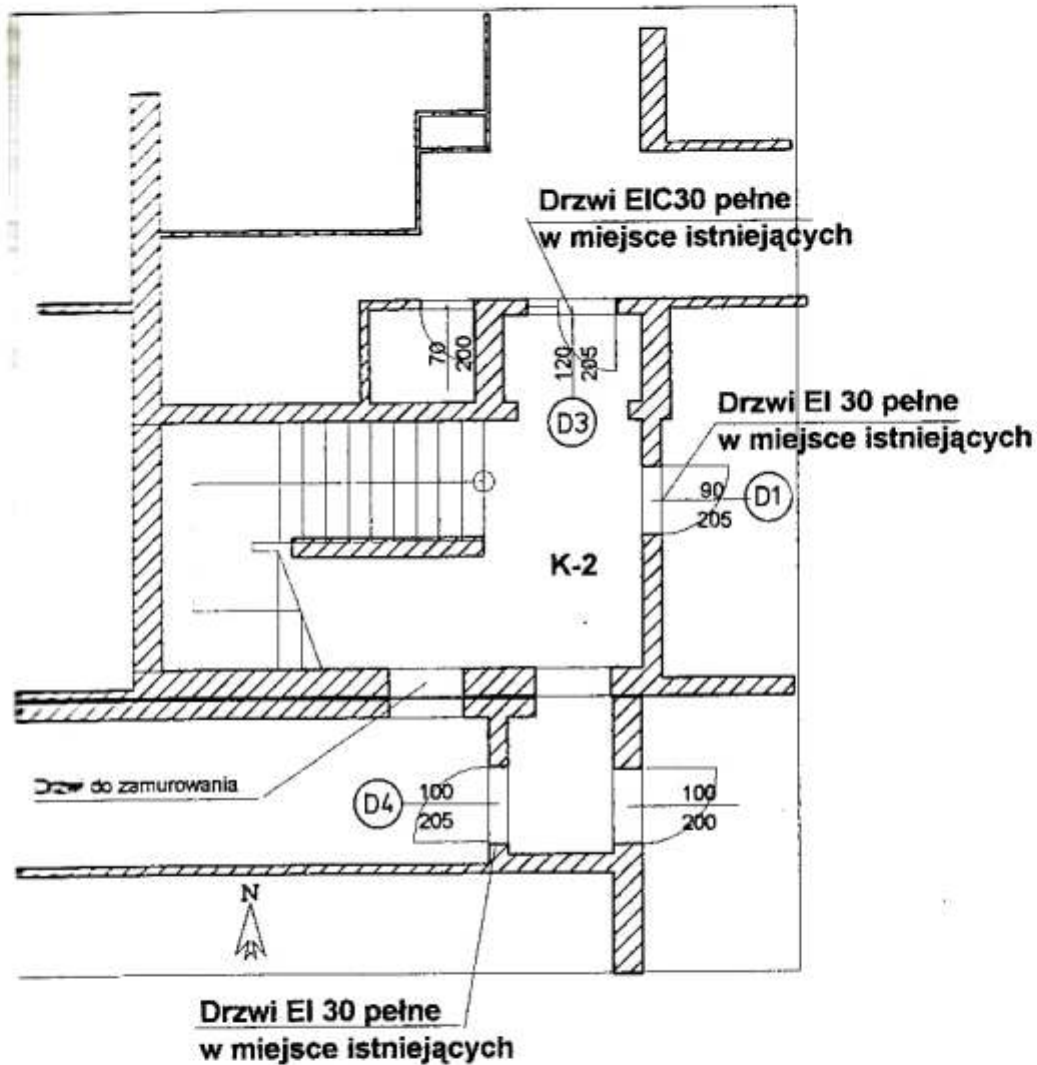 Drzwi EIC30 pełne
w miejsce istniejących
70
200
120
205
D3
Drzwi EI 30 pełne
w miejsce istniejących
90
205
D1
K-2
Drzwi do zamurowania
D4
100
205
100
200
N
Drzwi EI 30 pełne
w miejsce istniejących